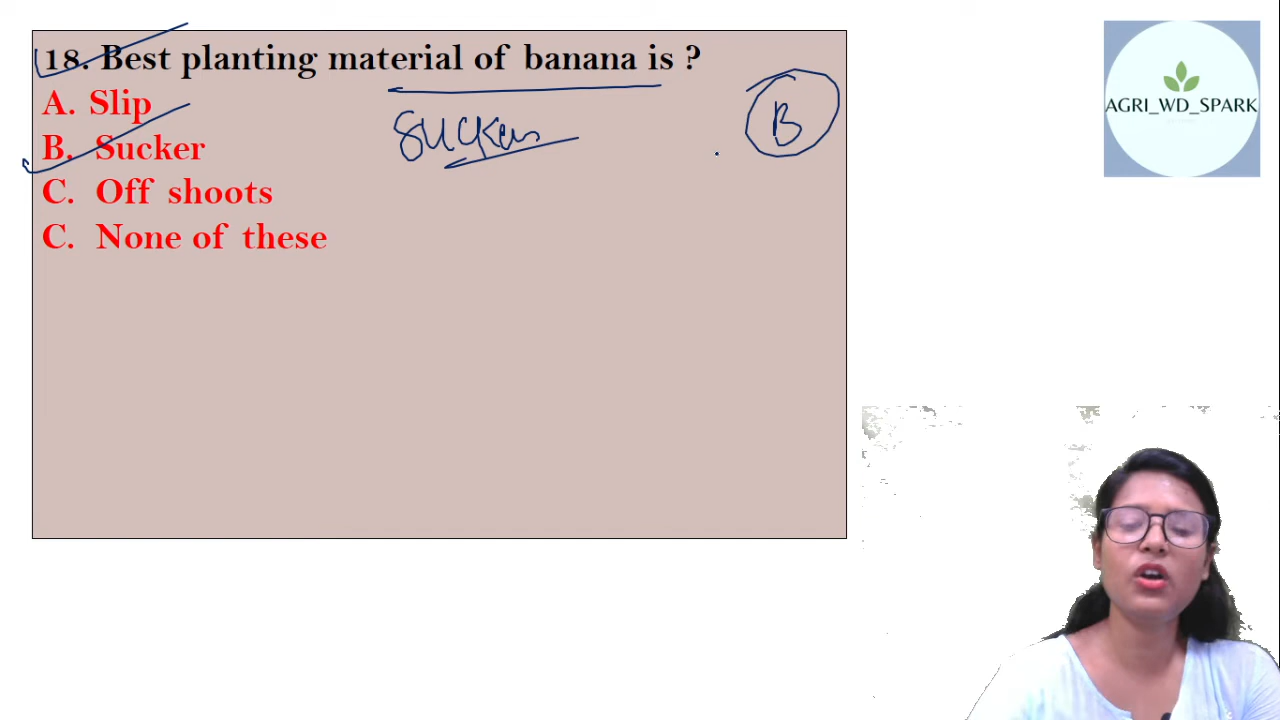 18. Best planting material of banana is ?
A. Slip
B. Sucker
C. Off shoots
C. None of these
Sucker
B
AGRI_WD_SPARK